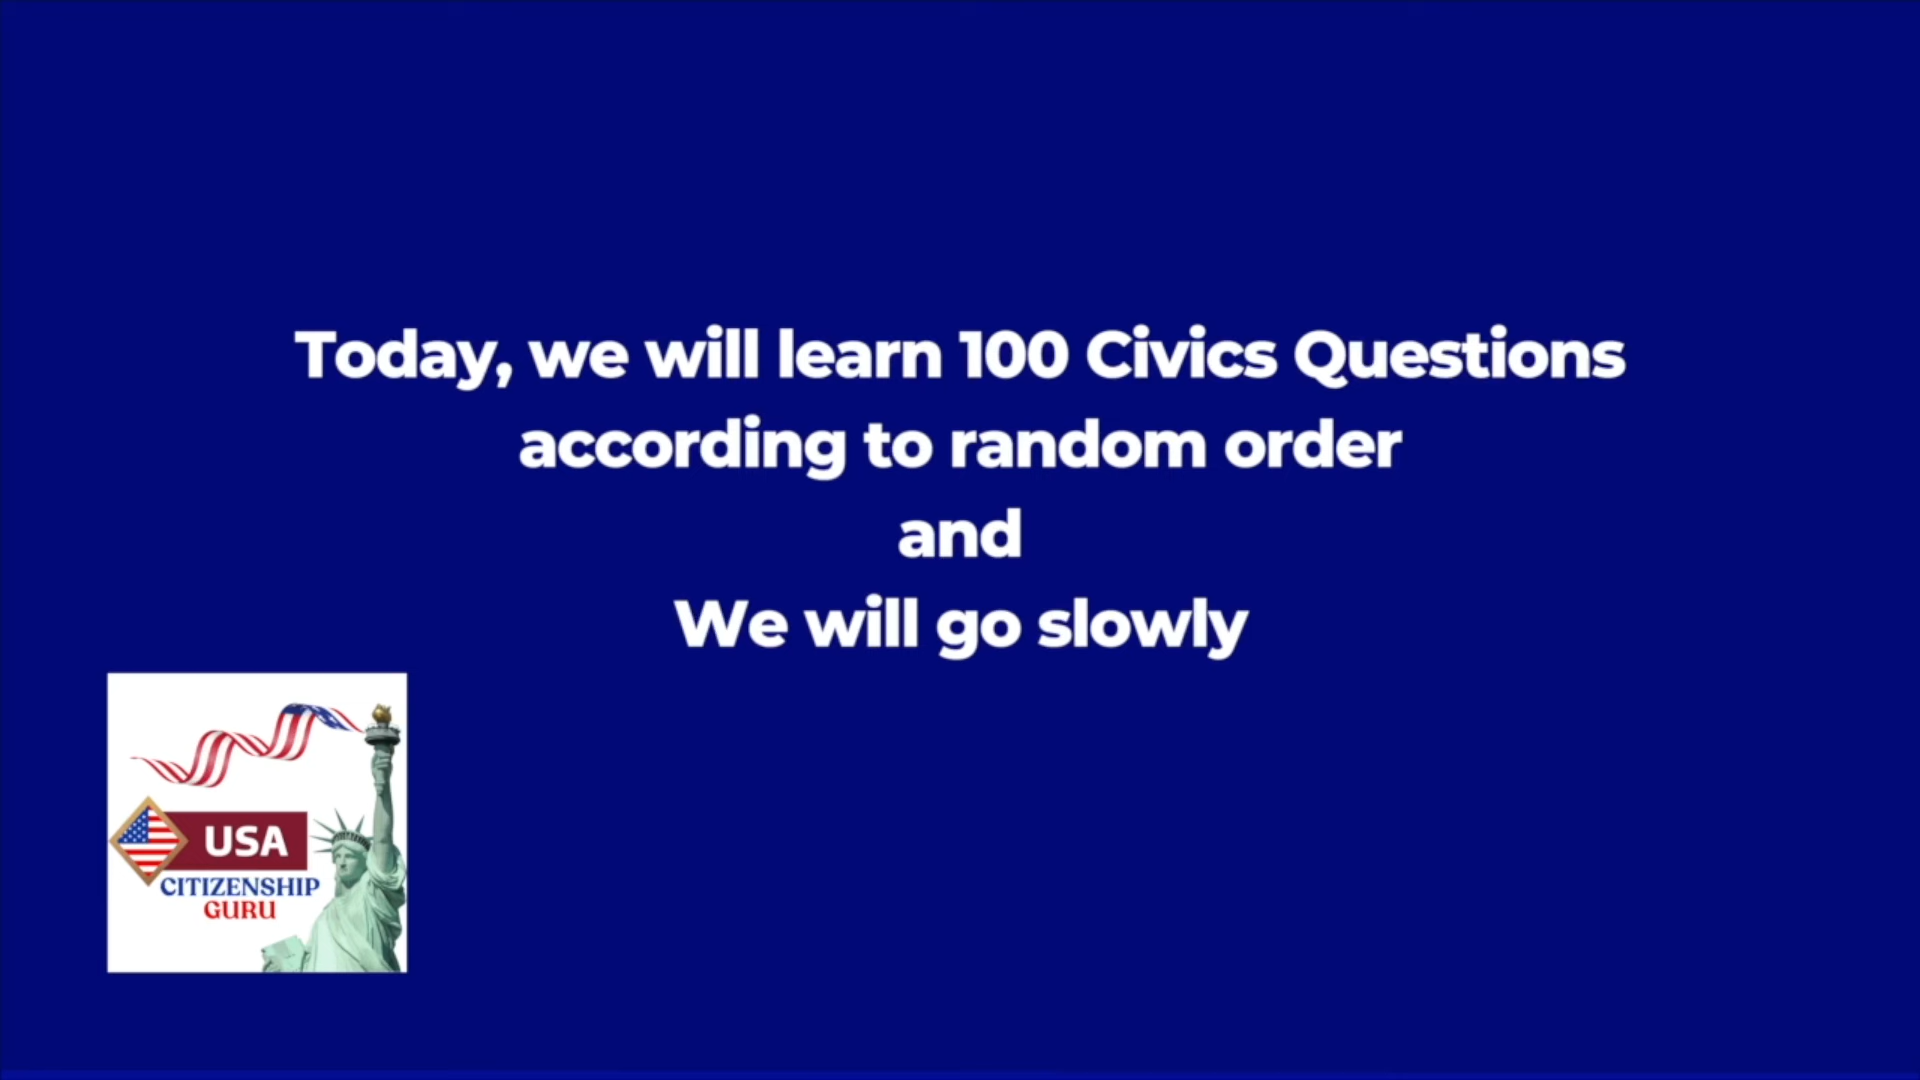 Today, we will learn 100 Civics Questions
according to random order
and
We will go slowly
USA
CITIZENSHIP
GURU